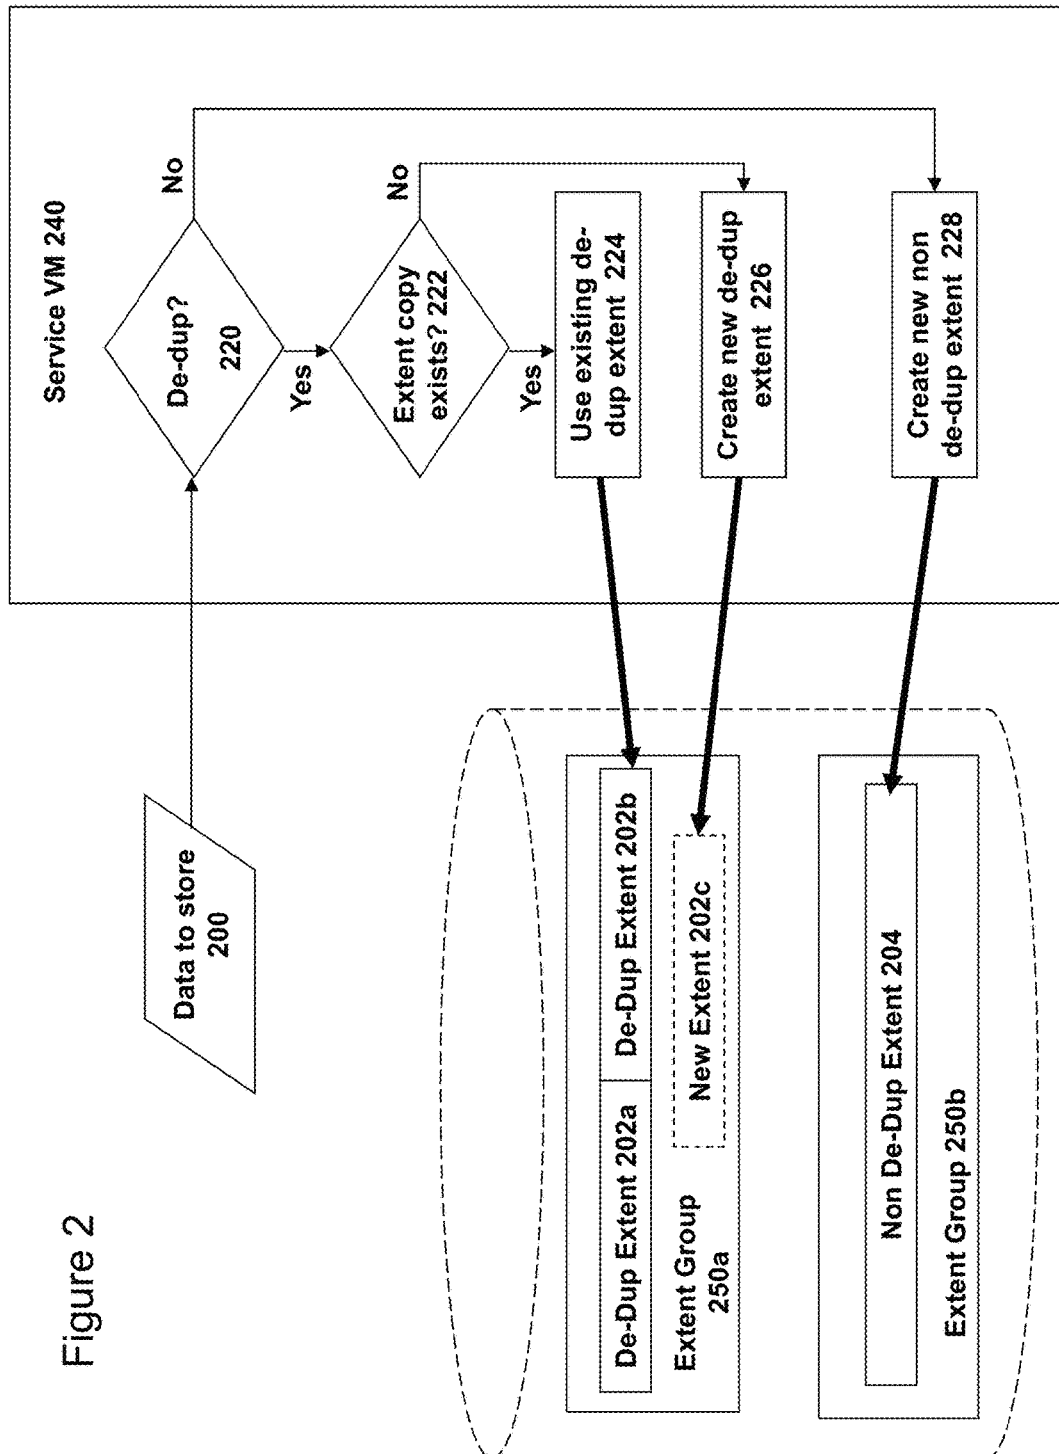 Figure 2
Data to store
200
Service VM 240
De-dup?
220
No
Yes
Extent copy
exists? 222
No
Yes
Use existing de-
dup extent 224
Create new de-dup
extent 226
Create new non
de-dup extent 228
De-Dup Extent 202a
De-Dup Extent 202b
New Extent 202c
Extent Group
250a
Non De-Dup Extent 204
Extent Group 250b